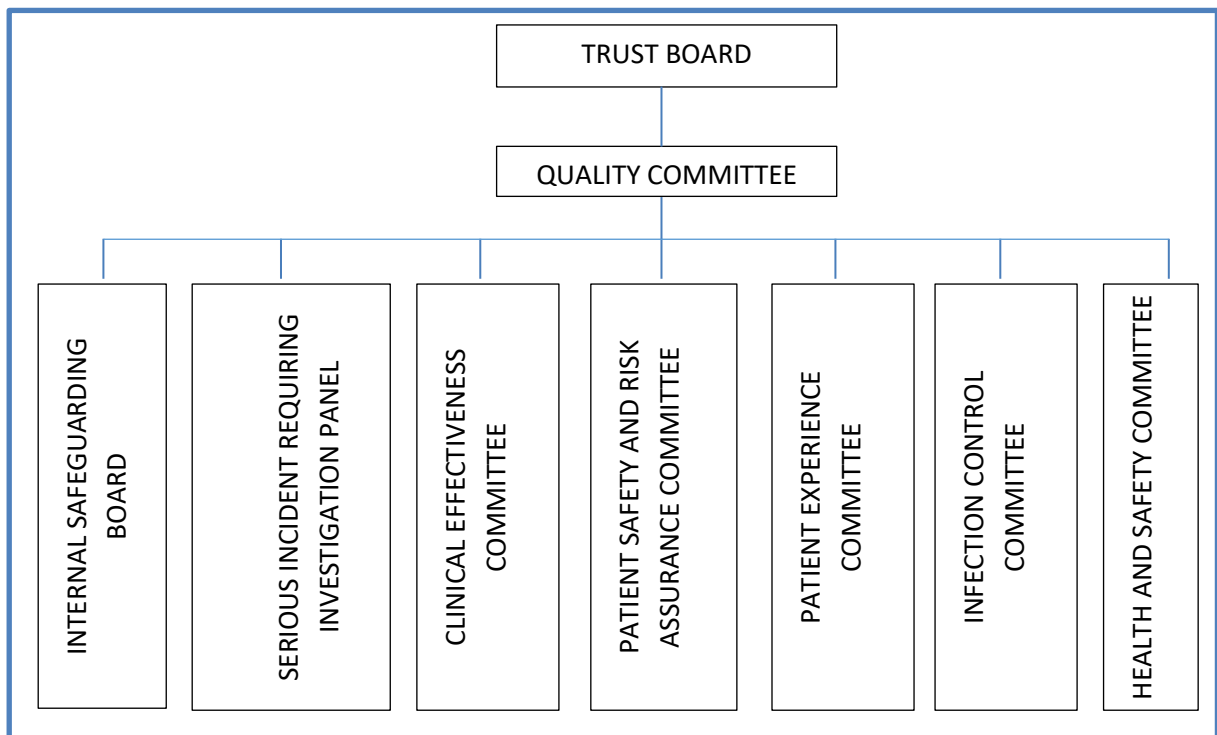 TRUST BOARD
QUALITY COMMITTEE
INTERNAL SAFEGUARDING
BOARD
SERIOUS INCIDENT REQUIRING
INVESTIGATION PANEL
CLINICAL EFFECTIVENESS
COMMITTEE
PATIENT SAFETY AND RISK
ASSURANCE COMMITTEE
PATIENT EXPERIENCE
COMMITTEE
INFECTION CONTROL
COMMITTEE
HEALTH AND SAFETY COMMITTEE